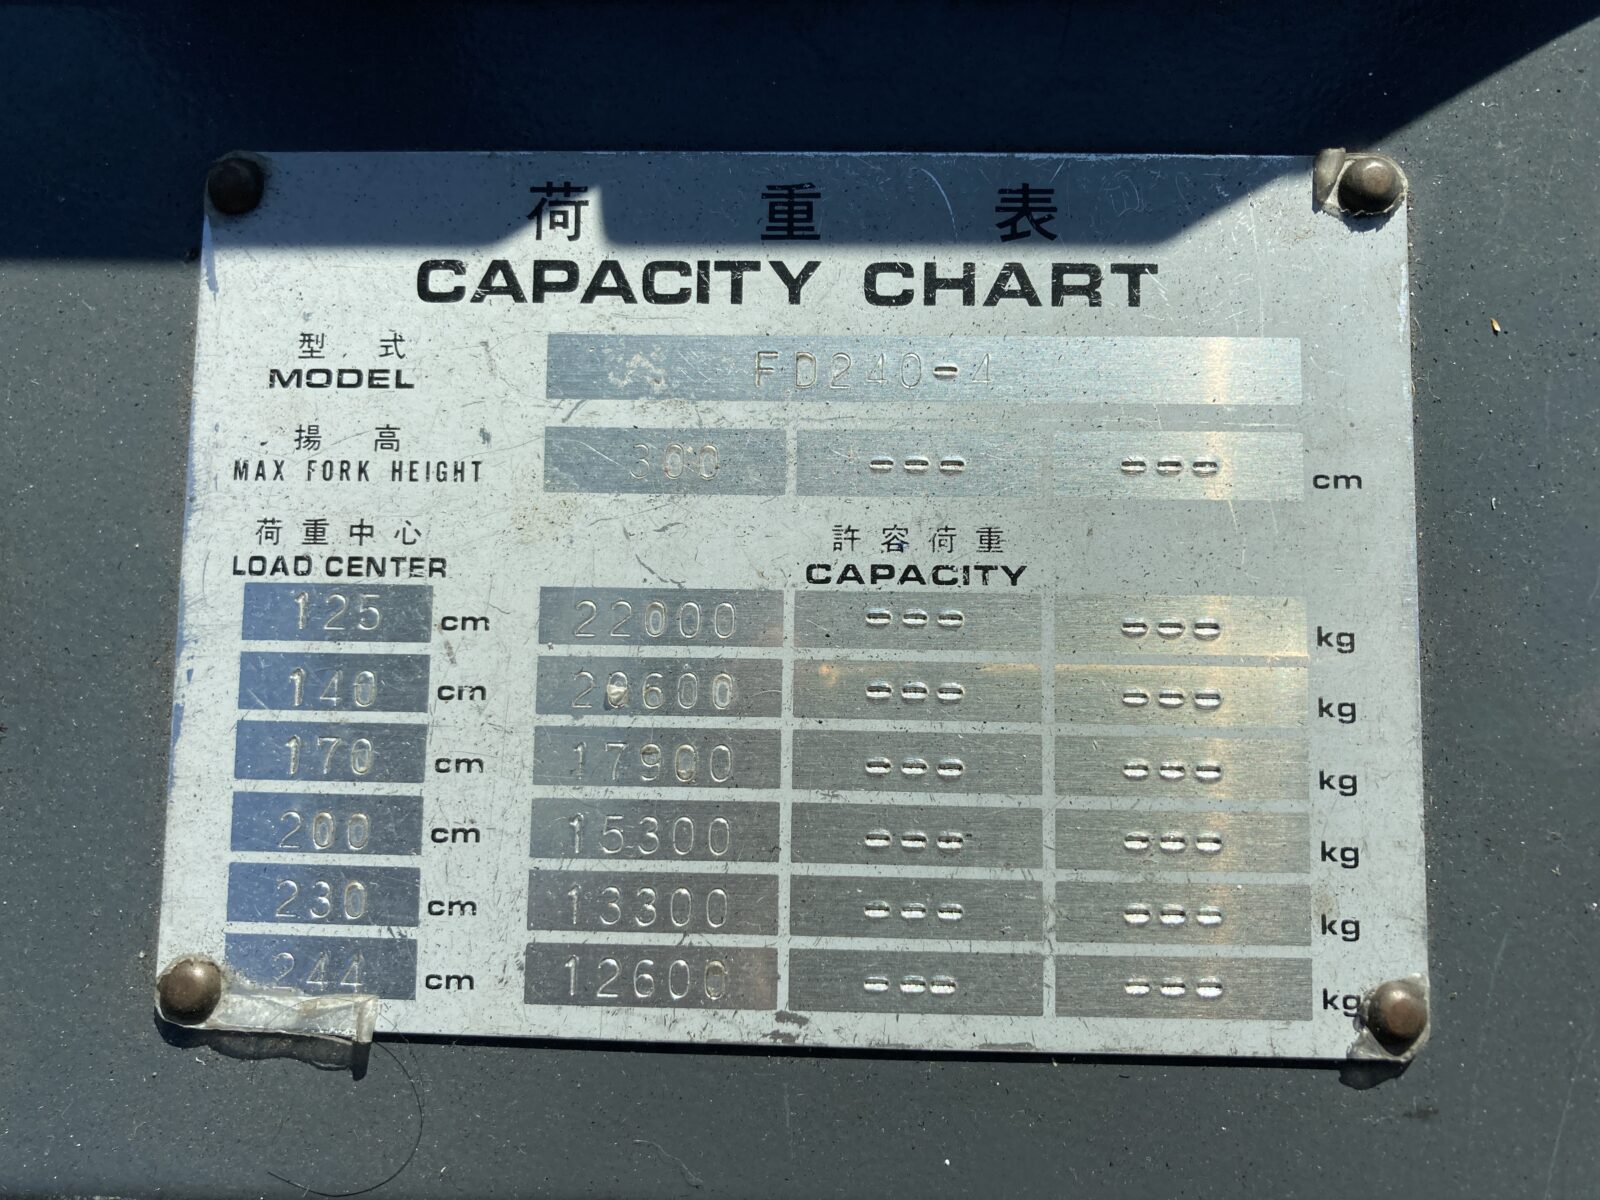 荷重表
CAPACITY CHART
型式
MODEL FD240-4
揚高
MAX FORK HEIGHT 300 --- --- cm
荷重中心 許容荷重
LOAD CENTER CAPACITY
125 cm 22000 --- --- kg
140 cm 20600 --- --- kg
170 cm 17900 --- --- kg
200 cm 15300 --- --- kg
230 cm 13300 --- --- kg
244 cm 12600 --- --- kg